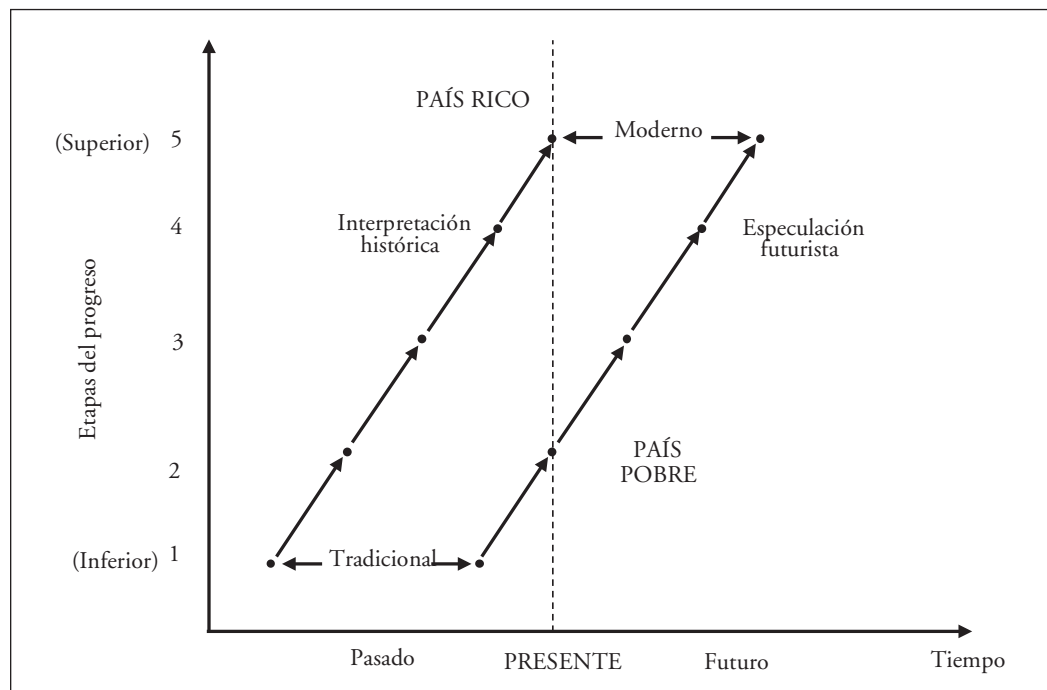 PAÍS RICO
(Superior) 5
Moderno
4
Interpretación
histórica
Especulación
futurista
Etapas del progreso
3
2
PAÍS
POBRE
(Inferior) 1
Tradicional
Pasado
PRESENTE
Futuro
Tiempo